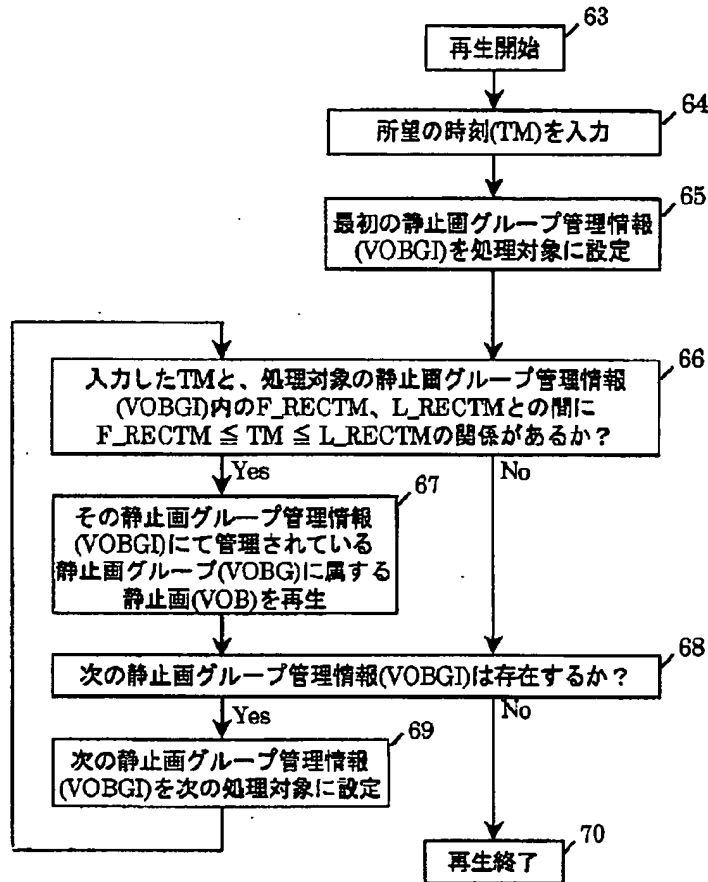 63
再生開始
64
所望の時刻(TM)を入力
65
最初の静止画グループ管理情報
(VOBGI)を処理対象に設定
66
入力したTMと、処理対象の静止画グループ管理情報
(VOBGI)内のF_RECTM、L_RECTMとの間に
F_RECTM ≦ TM ≦ L_RECTMの関係があるか？
Yes
No
67
その静止画グループ管理情報
(VOBGI)にて管理されている
静止画グループ(VOBG)に属する
静止画(VOB)を再生
68
次の静止画グループ管理情報(VOBGI)は存在するか？
Yes
No
69
次の静止画グループ管理情報
(VOBGI)を次の処理対象に設定
70
再生終了